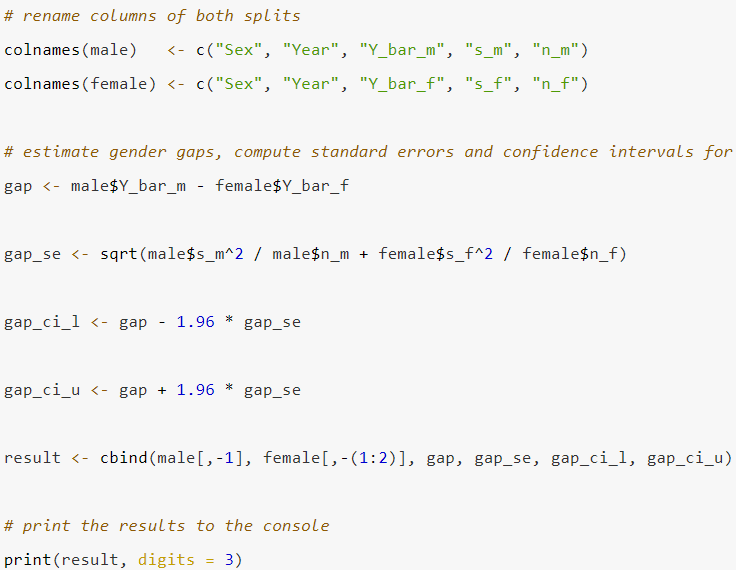 # rename columns of both splits
colnames(male)   <- c("Sex", "Year", "Y_bar_m", "s_m", "n_m")
colnames(female) <- c("Sex", "Year", "Y_bar_f", "s_f", "n_f")
# estimate gender gaps, compute standard errors and confidence intervals for
gap <- male$Y_bar_m - female$Y_bar_f
gap_se <- sqrt(male$s_m^2 / male$n_m + female$s_f^2 / female$n_f)
gap_ci_l <- gap - 1.96 * gap_se
gap_ci_u <- gap + 1.96 * gap_se
result <- cbind(male[,-1], female[,-(1:2)], gap, gap_se, gap_ci_l, gap_ci_u)
# print the results to the console
print(result, digits = 3)